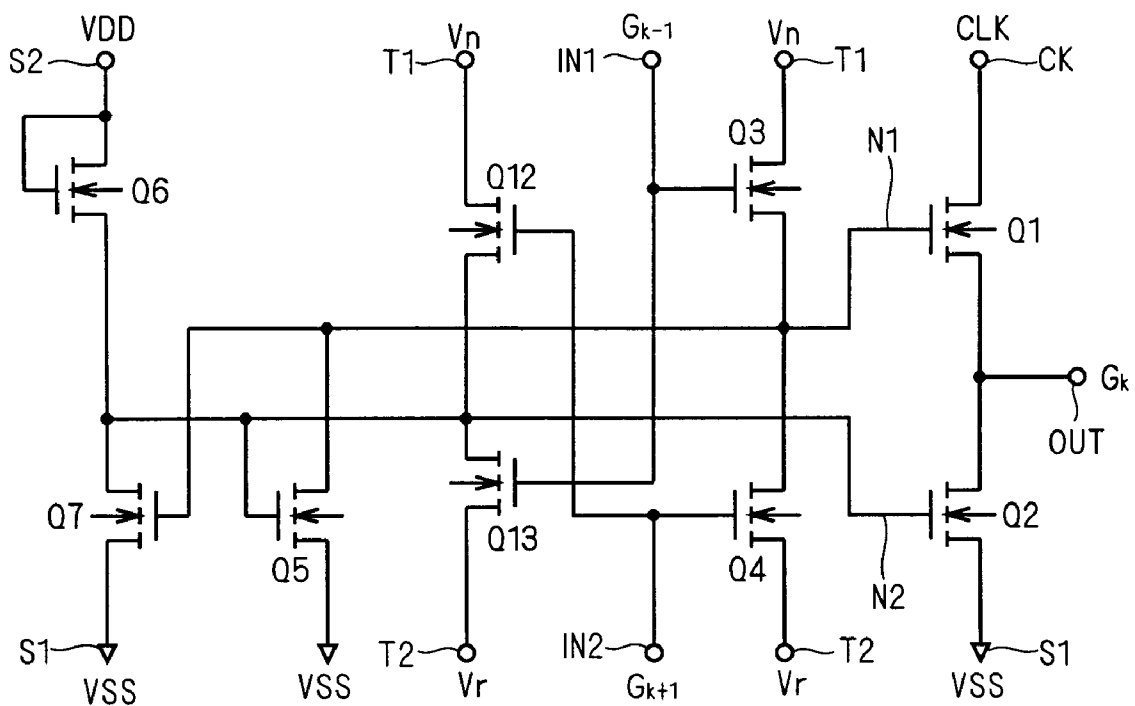 VDD
S2
Vn
T1
Gk-1
IN1
Vn
T1
CLK
CK
Q3
N1
Q6
Q12
Q1
Gk
OUT
Q7
Q5
Q13
Q4
Q2
N2
S1
VSS
VSS
T2
Vr
IN2
Gk+1
T2
Vr
S1
VSS